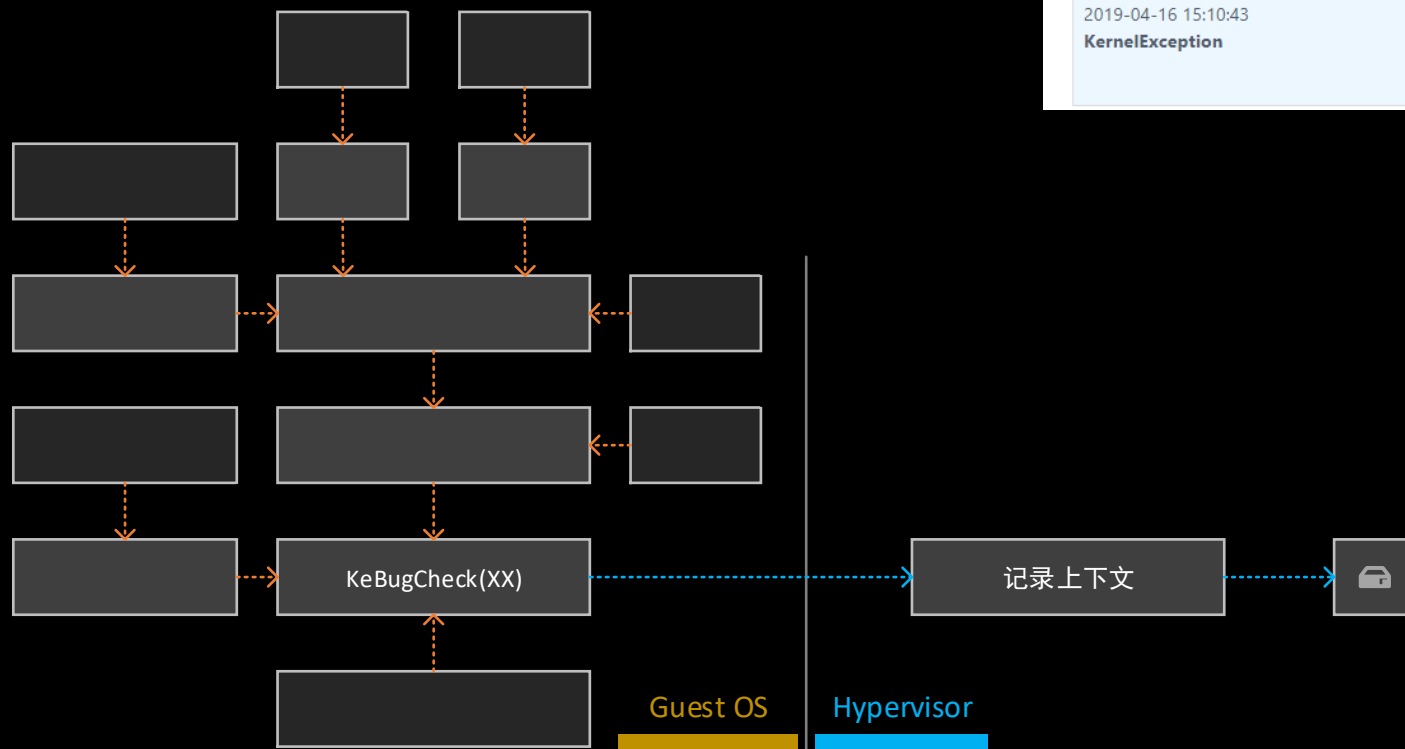 2019-04-16 15:10:43
KernelException
KeBugCheck(XX)
记录上下文
Guest OS
Hypervisor